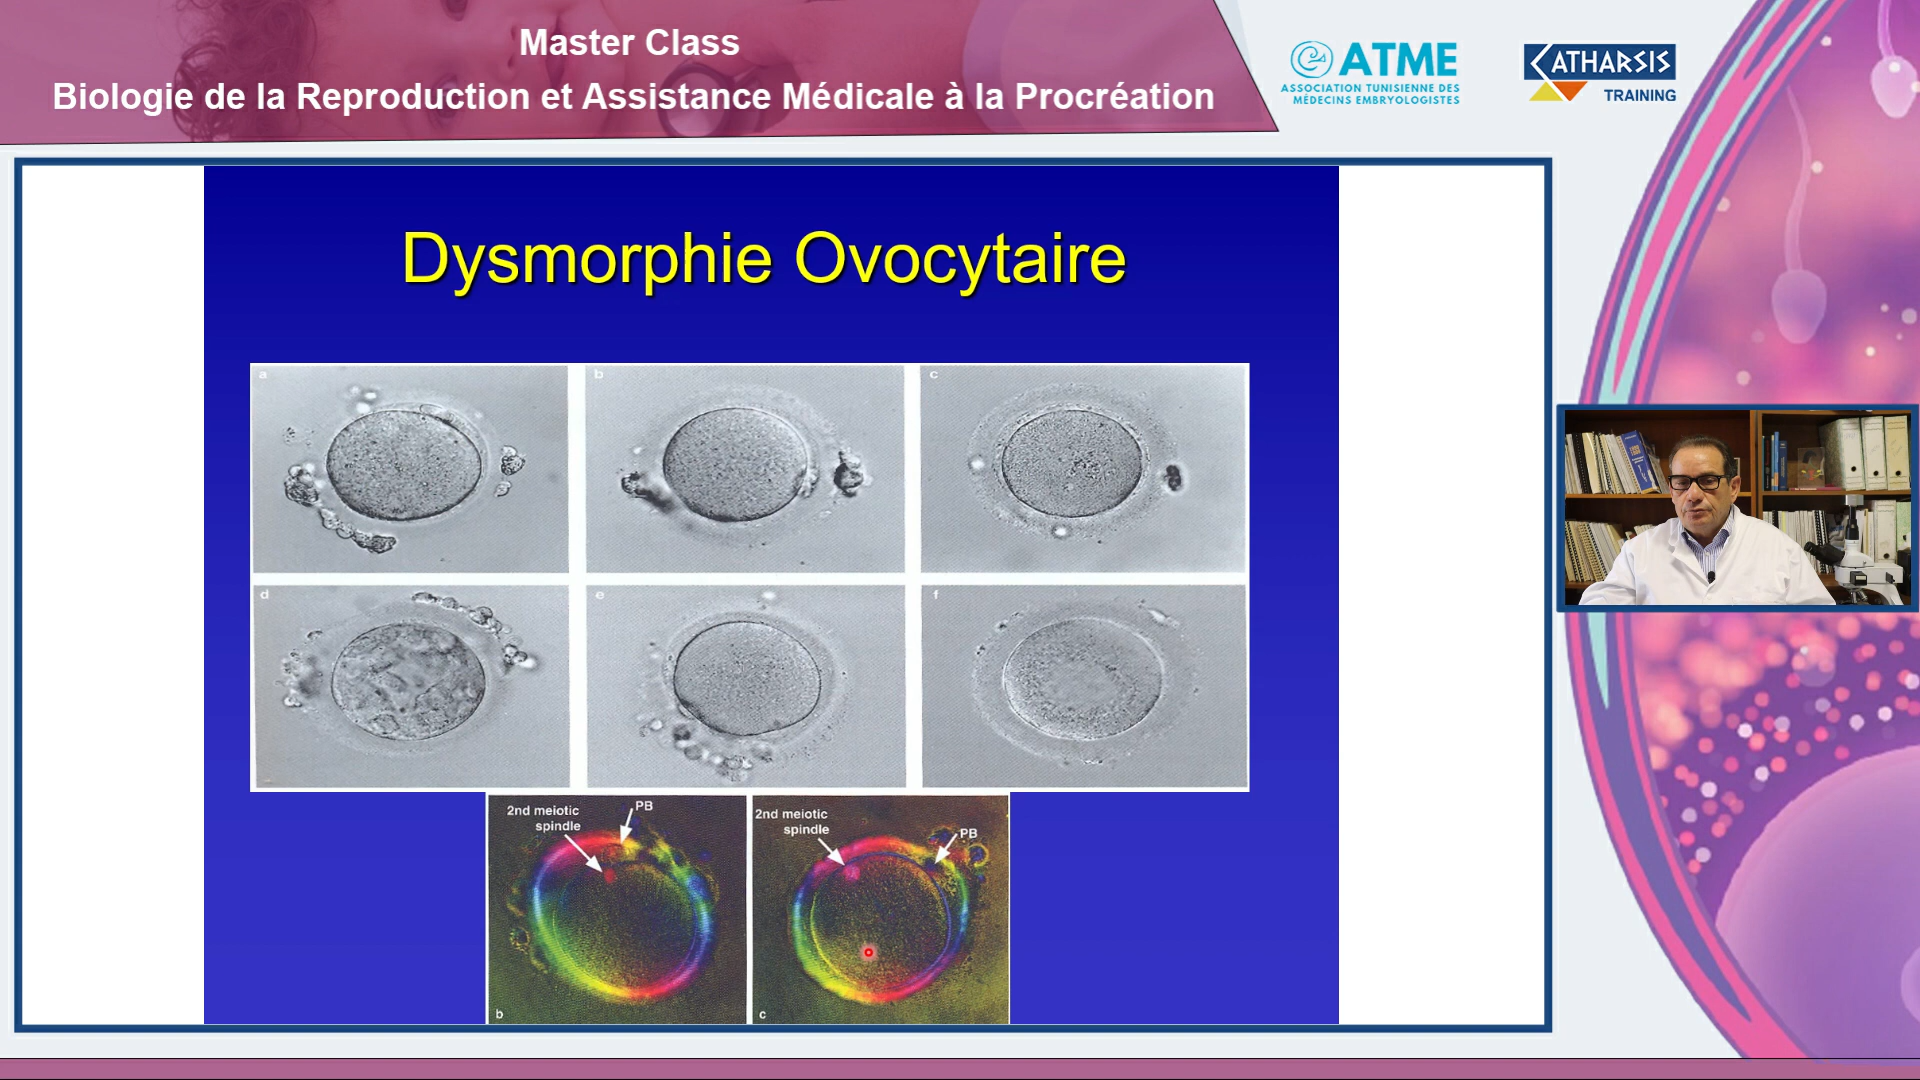 Master Class
Biologie de la Reproduction et Assistance Médicale à la Procréation
ATME
ASSOCIATION TUNISIENNE DES
MÉDECINS EMBRYOLOGISTES
KATHARSIS
TRAINING
Dysmorphie Ovocytaire
a
b
c
d
e
f
2nd meiotic
spindle
PB
b
2nd meiotic
spindle
PB
c